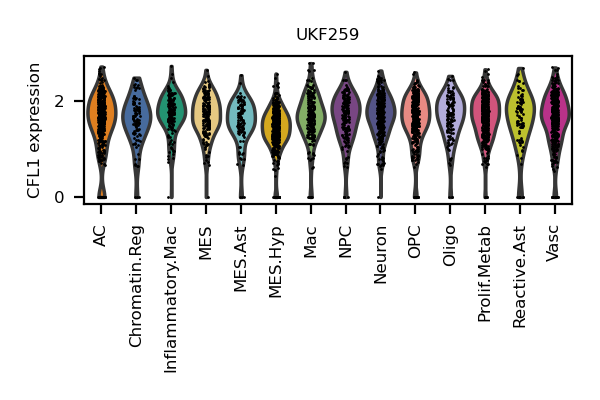 UKF259
CFL1 expression
2
0
AC
Chromatin.Reg
Inflammatory.Mac
MES
MES.Ast
MES.Hyp
Mac
NPC
Neuron
OPC
Oligo
Prolif.Metab
Reactive.Ast
Vasc